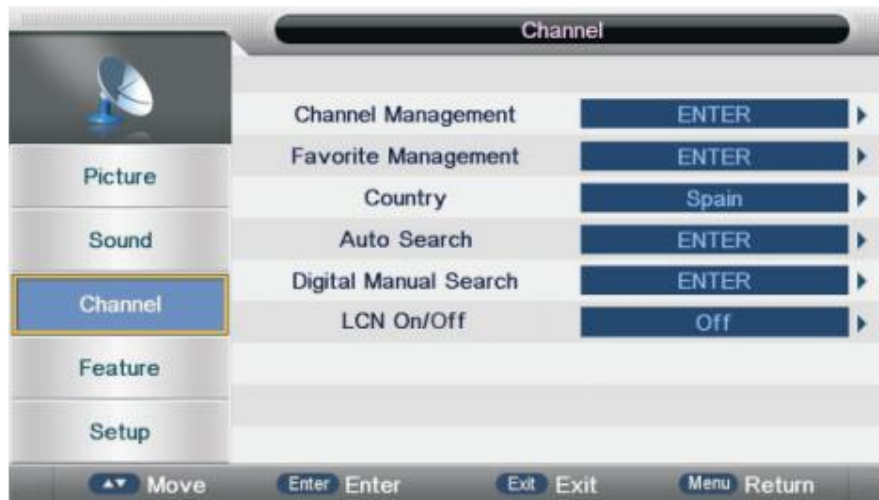 Channel
Channel Management ENTER
Favorite Management ENTER
Country Spain
Auto Search ENTER
Digital Manual Search ENTER
LCN On/Off Off
Picture
Sound
Channel
Feature
Setup
Move Enter Enter Exit Exit Menu Return